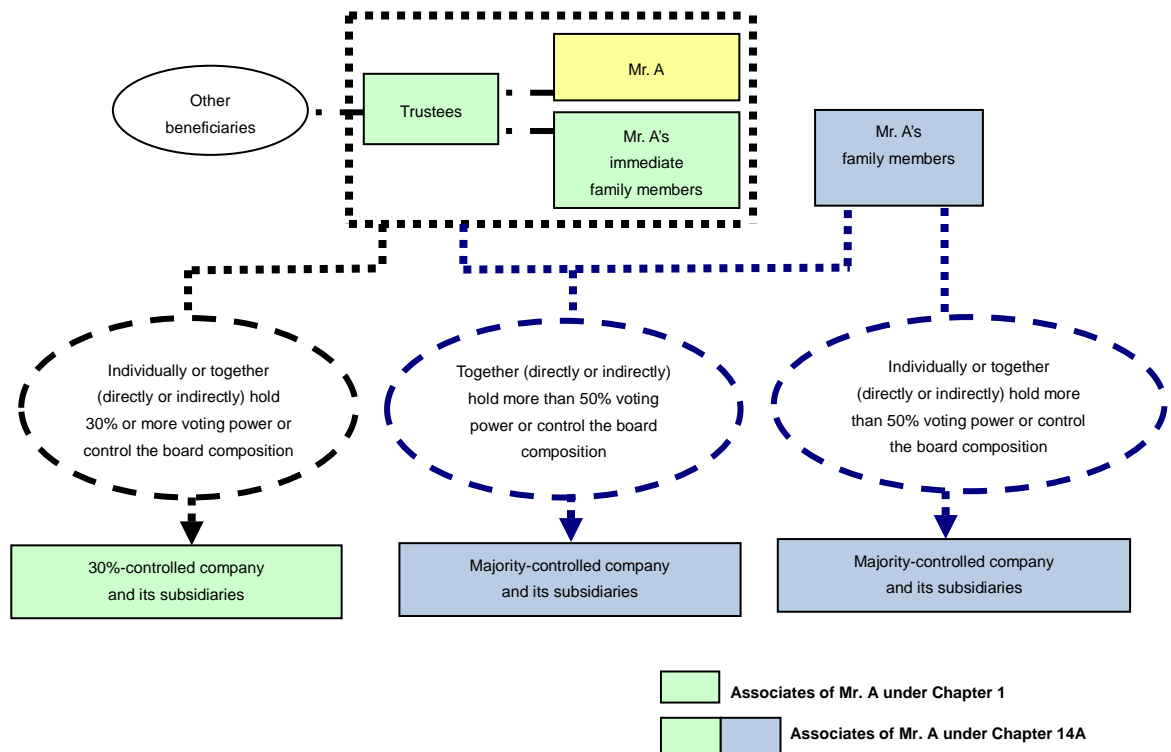 Other
beneficiaries
Trustees
Mr. A
Mr. A's
immediate
family members
Mr. A's
family members
Individually or together
(directly or indirectly) hold
30% or more voting power or
control the board composition
Together (directly or indirectly)
hold more than 50% voting
power or control the board
composition
Individually or together
(directly or indirectly) hold more
than 50% voting power or control
the board composition
30%-controlled company
and its subsidiaries
Majority-controlled company
and its subsidiaries
Majority-controlled company
and its subsidiaries
Associates of Mr. A under Chapter 1
Associates of Mr. A under Chapter 14A